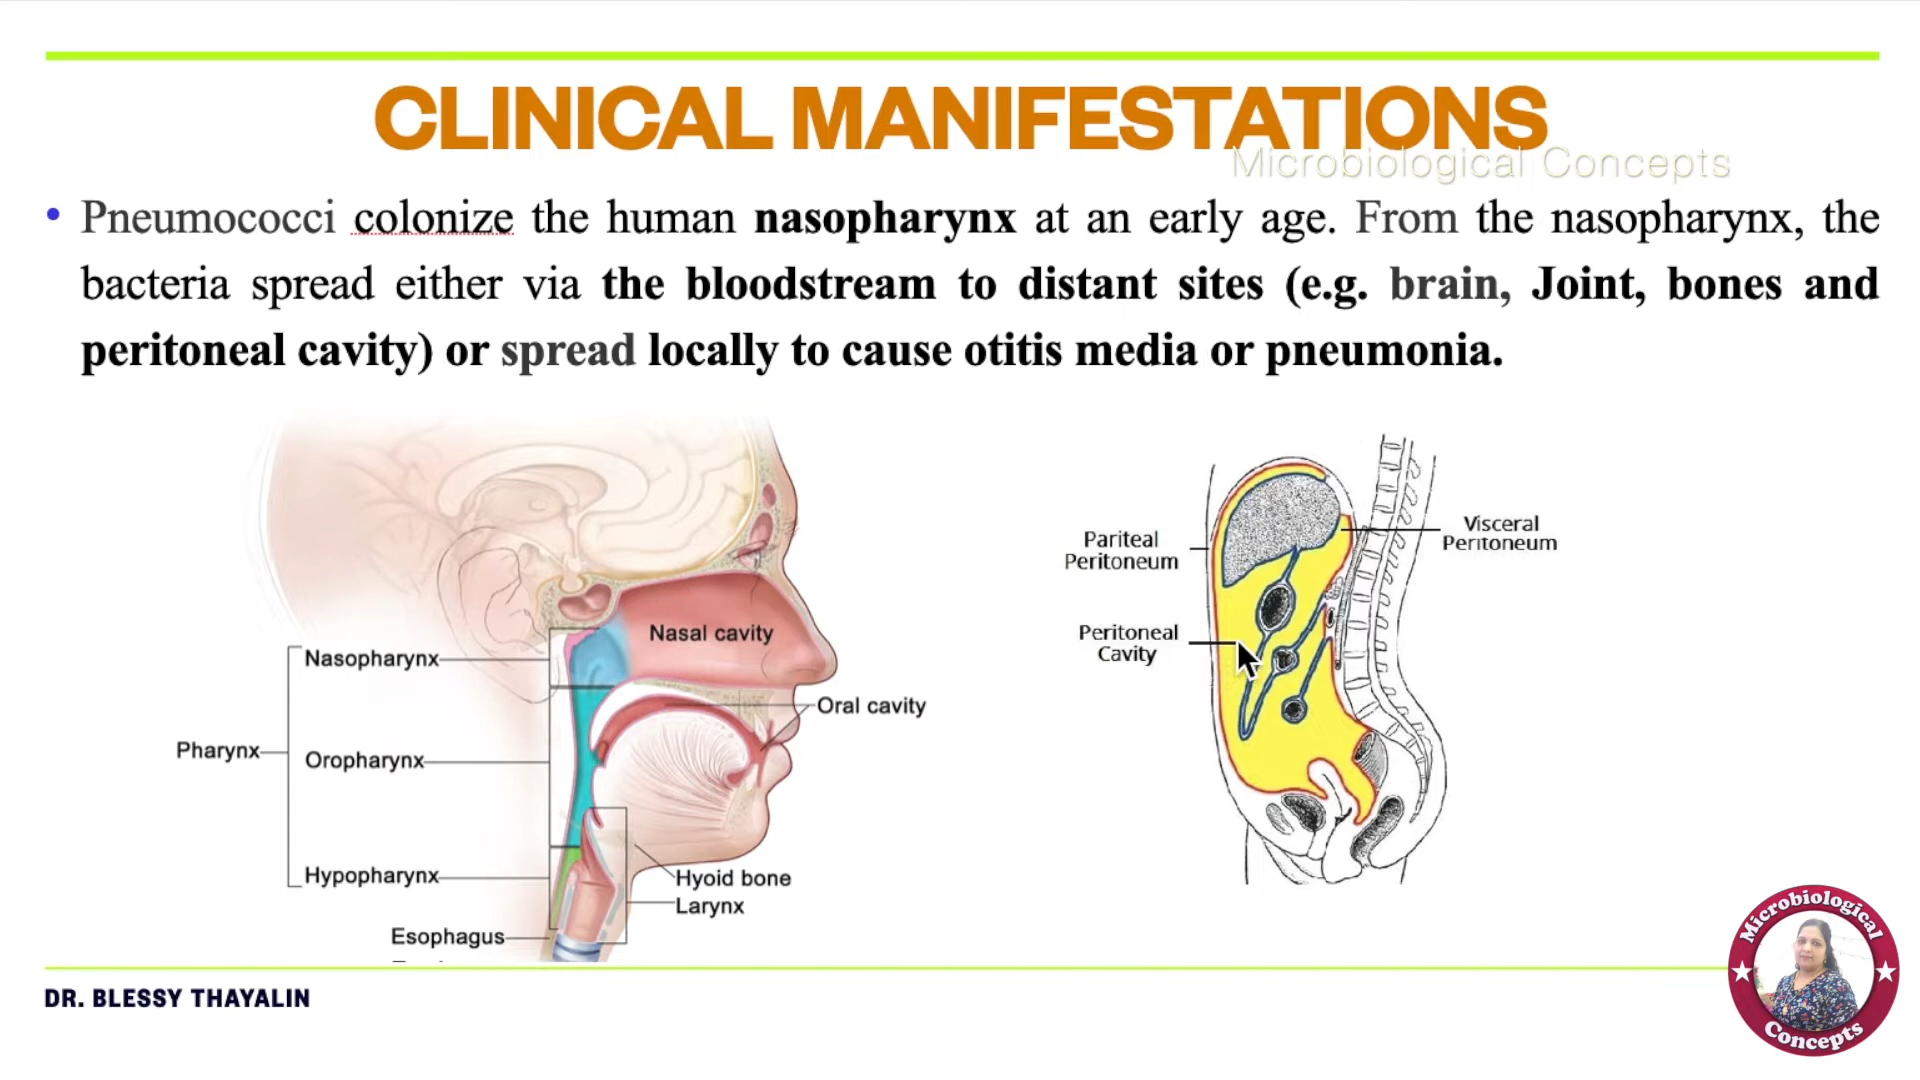 CLINICAL MANIFESTATIONS
Microbiological Concepts
• Pneumococci colonize the human nasopharynx at an early age. From the nasopharynx, the
bacteria spread either via the bloodstream to distant sites (e.g. brain, Joint, bones and
peritoneal cavity) or spread locally to cause otitis media or pneumonia.
Nasal cavity
Nasopharynx
Oral cavity
Pharynx
Oropharynx
Hypopharynx
Hyoid bone
Larynx
Esophagus
Pariteal
Peritoneum
Visceral
Peritoneum
Peritoneal
Cavity
DR. BLESSY THAYALIN
Microbiological
Concepts